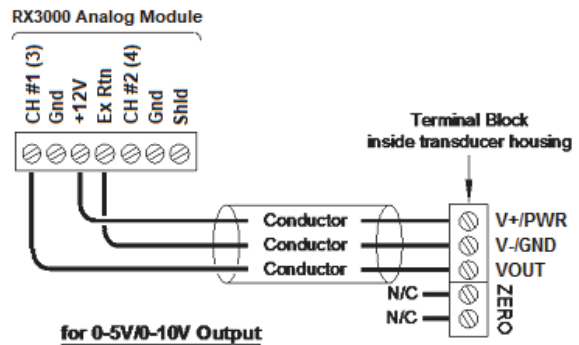 RX3000 Analog Module
CH #1 (3)
Gnd
+12V
Ex Rtn
CH #2 (4)
Gnd
Shld
Terminal Block
inside transducer housing
Conductor
V+/PWR
Conductor
V-/GND
Conductor
VOUT
N/C
N/C
ZERO
for 0-5V/0-10V Output